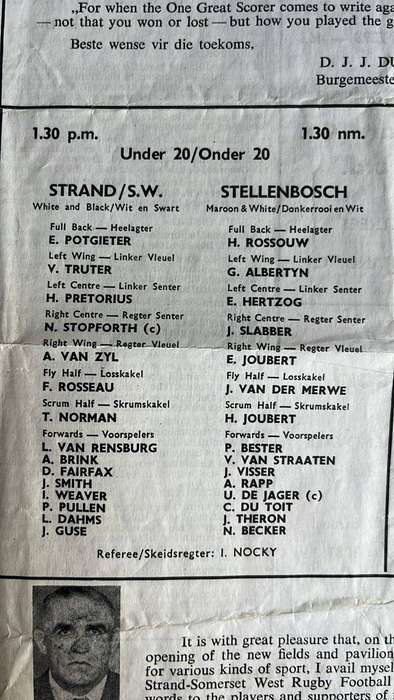 „For when the One Great Scorer comes to write
— not that you won or lost — but how you played the
Beste wense vir die toekoms.
D. J. J.
Burgemeeste
1.30 p.m. 1.30 nm.
Under 20/Onder 20
STRAND/S.W. STELLENBOSCH
White and Black/Wit en Swart Maroon & White/Donkerrooi en Wit
Full Back — Heelagter Full Back — Heelagter
E. POTGIETER H. ROSSOUW
Left Wing — Linker Vleuel Left Wing — Linker Vleuel
V. TRUTER G. ALBERTYN
Left Centre — Linker Senter Left Centre — Linker Senter
H. PRETORIUS E. HERTZOG
Right Centre — Regter Senter Right Centre — Regter Senter
N. STOPFORTH (c) J. SLABBER
Right Wing — Regter Vleuel Right Wing — Regter Vleuel
A. VAN ZYL E. JOUBERT
Fly Half — Losskakel Fly Half — Losskakel
F. ROSSEAU J. VAN DER MERWE
Scrum Half — Skrumskakel Scrum Half — Skrumskakel
T. NORMAN H. JOUBERT
Forwards — Voorspelers Forwards — Voorspelers
L. VAN RENSBURG P. BESTER
A. BRINK V. VAN STRAATEN
D. FAIRFAX J. VISSER
J. SMITH A. RAPP
I. WEAVER U. DE JAGER (c)
P. PULLEN C. DU TOIT
L. DAHMS J. THERON
J. GUSE N. BECKER
Referee/Skeidsregter: I. NOCKY
It is with great pleasure that, on th
opening of the new fields and pavilion
for various kinds of sport, I avail mysel
Strand-Somerset West Rugby Football
words to the players and supporters of